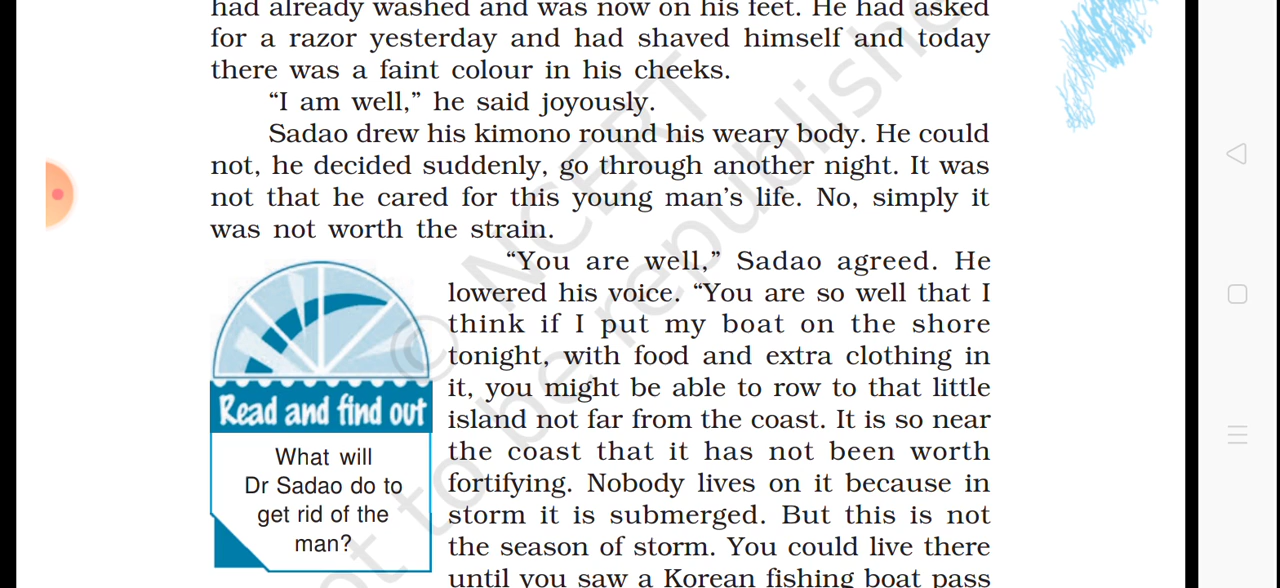 had already washed and was now on his feet. He had asked
for a razor yesterday and had shaved himself and today
there was a faint colour in his cheeks.
“I am well,” he said joyously.
Sadao drew his kimono round his weary body. He could
not, he decided suddenly, go through another night. It was
not that he cared for this young man’s life. No, simply it
was not worth the strain.
“You are well,” Sadao agreed. He
lowered his voice. “You are so well that I
think if I put my boat on the shore
tonight, with food and extra clothing in
it, you might be able to row to that little
island not far from the coast. It is so near
the coast that it has not been worth
fortifying. Nobody lives on it because in
storm it is submerged. But this is not
the season of storm. You could live there
until you saw a Korean fishing boat pass
Read and find out
What will
Dr Sadao do to
get rid of the
man?
© NCERT
not to be republished